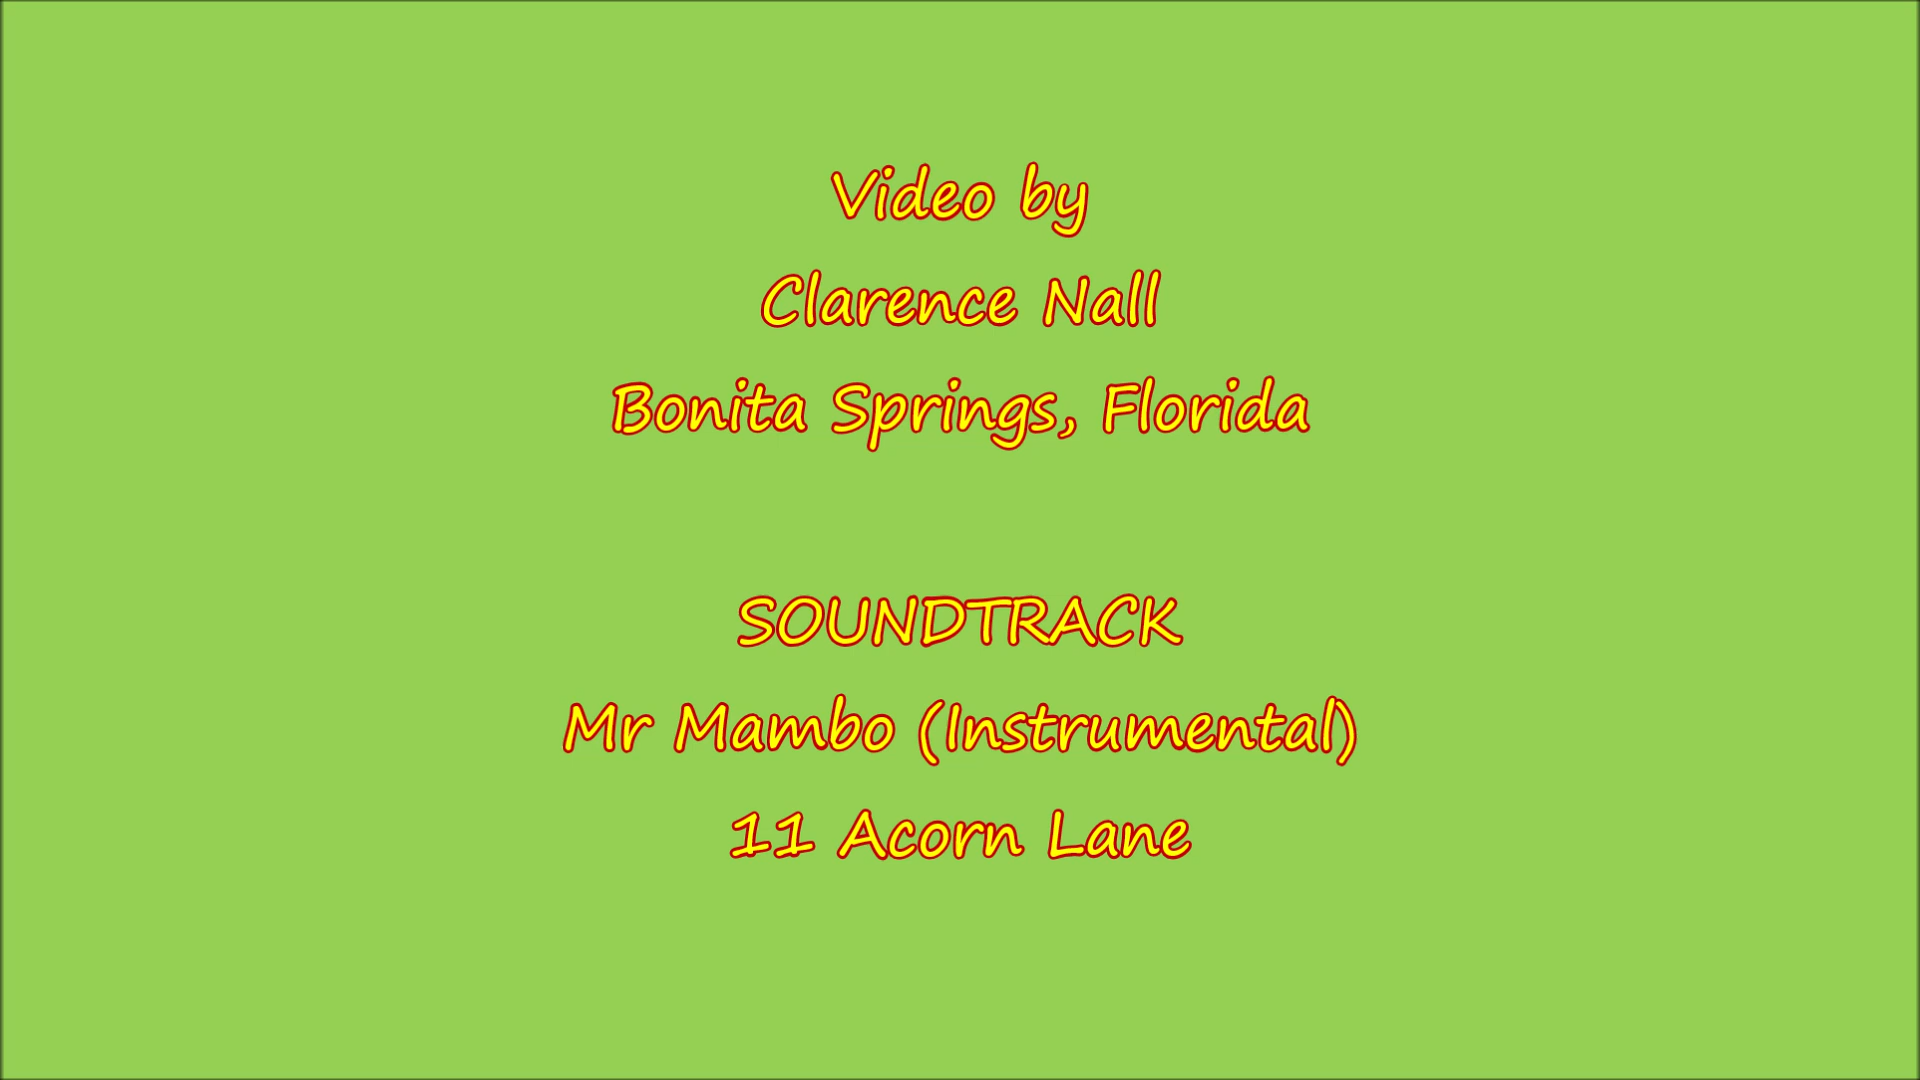 Video by
Clarence Nall
Bonita Springs, Florida
SOUNDTRACK
Mr Mambo (Instrumental)
11 Acorn Lane